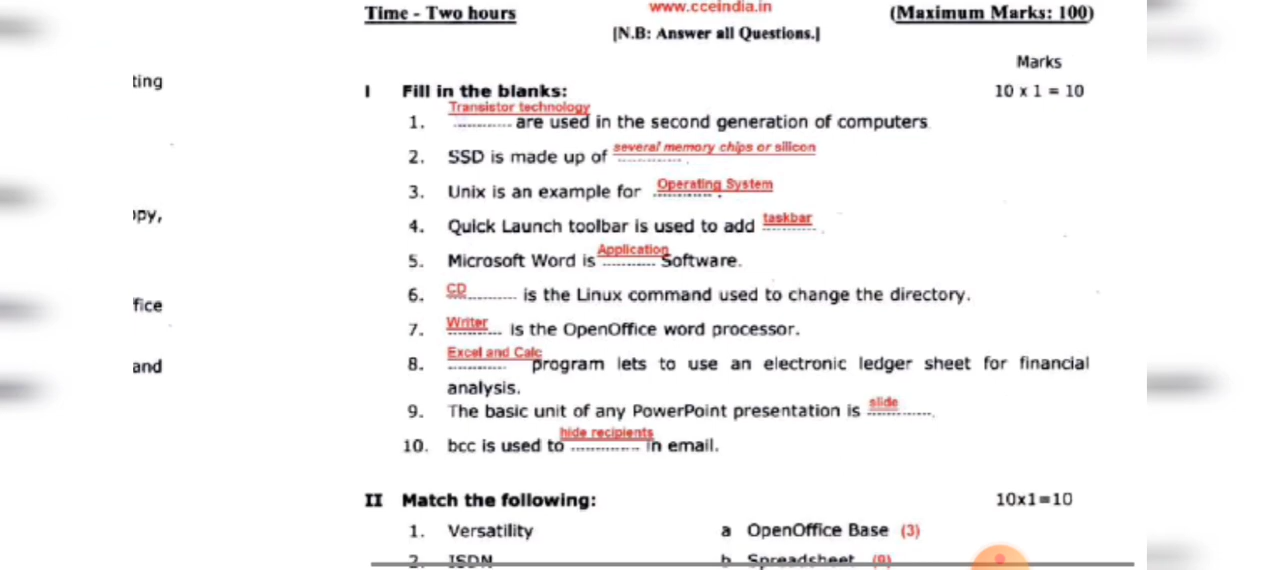 www.cceindia.in
Time - Two hours (Maximum Marks: 100)
[N.B: Answer all Questions.]
Marks
ting
I Fill in the blanks: 10 x 1 = 10
Transistor technology
1. ............ are used in the second generation of computers
2. SSD is made up of several memory chips or silicon .
3. Unix is an example for Operating System .
ору,
4. Quick Launch toolbar is used to add taskbar .
5. Microsoft Word is Application Software.
6. CD .......... is the Linux command used to change the directory.
fice
7. Writer ... is the OpenOffice word processor.
8. Excel and Calc program lets to use an electronic ledger sheet for financial
and
analysis.
9. The basic unit of any PowerPoint presentation is slide .
10. bcc is used to hide recipients in email.
II Match the following: 10x1=10
1. Versatility a OpenOffice Base (3)
2. ISDN b Spreadsheet (9)